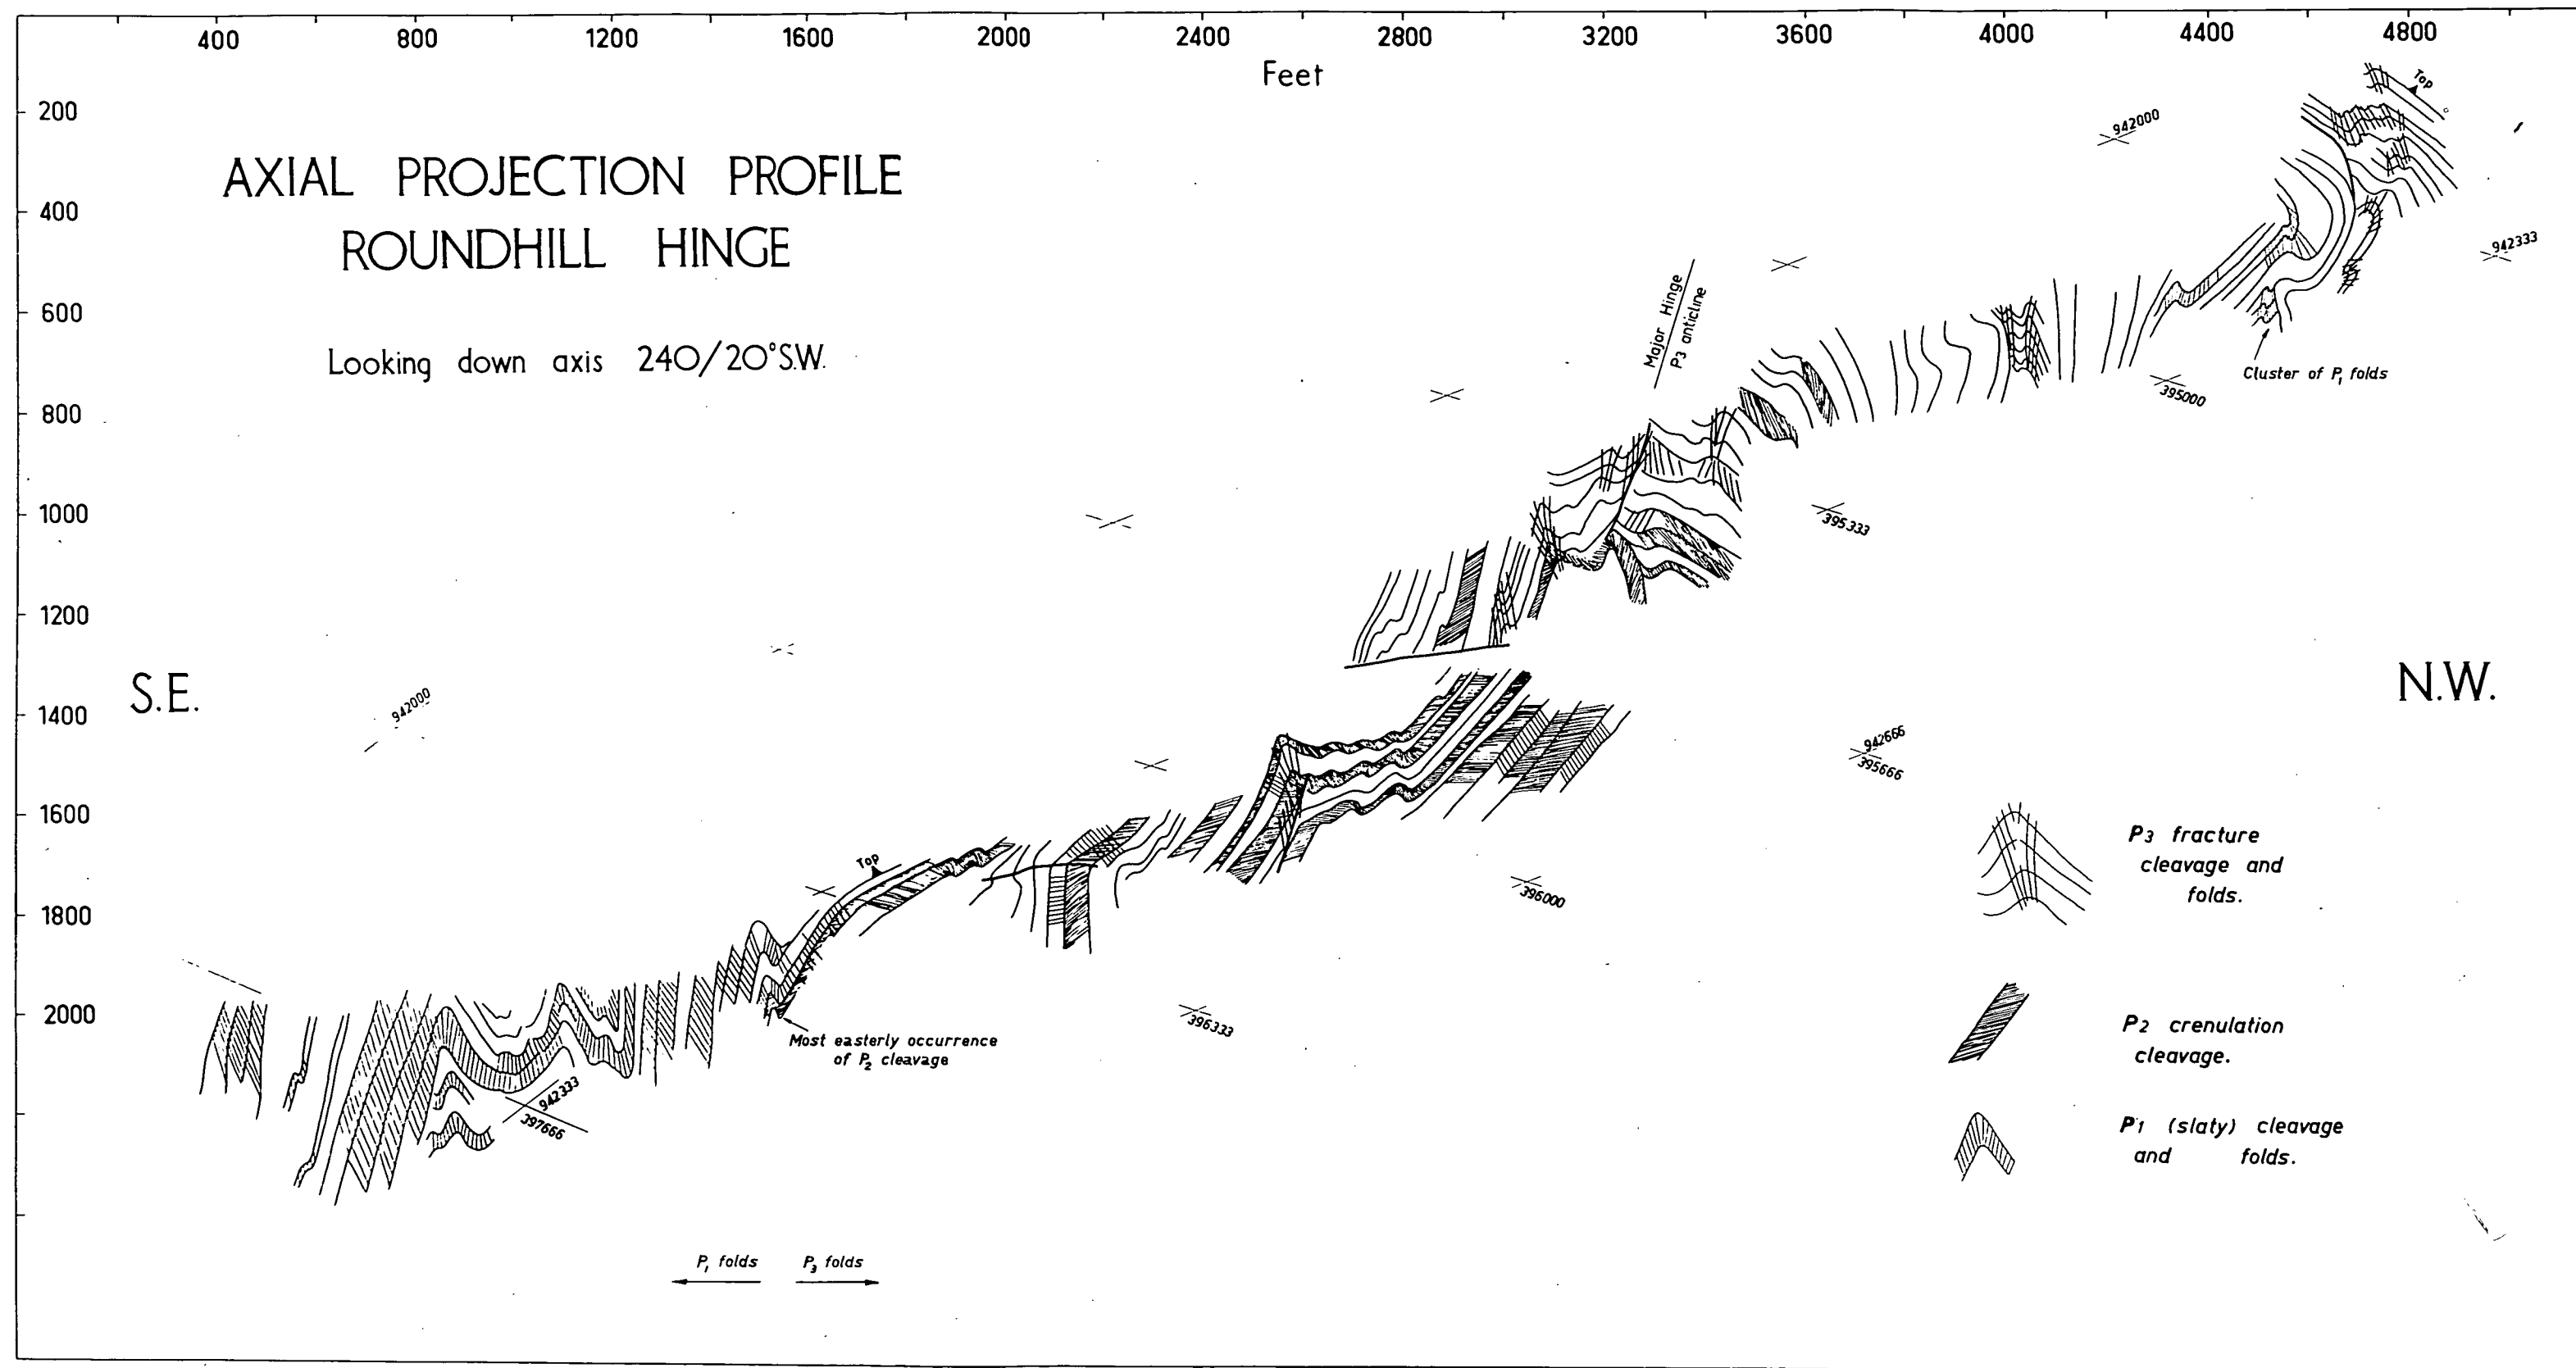 400 800 1200 1600 2000 2400 2800 3200 3600 4000 4400 4800
Feet
200
400
600
800
1000
1200
1400
1600
1800
2000
AXIAL PROJECTION PROFILE
ROUNDHILL HINGE
Looking down axis 240/20°S.W.
Top
942000
942333
Major Hinge
P3 anticline
Cluster of P1 folds
395000
395333
S.E.
N.W.
942000
942666
395666
Top
396000
396333
Most easterly occurrence
of P2 cleavage
942333
397666
P3 fracture
cleavage and
folds.
P2 crenulation
cleavage.
P1 (slaty) cleavage
and folds.
P1 folds P3 folds